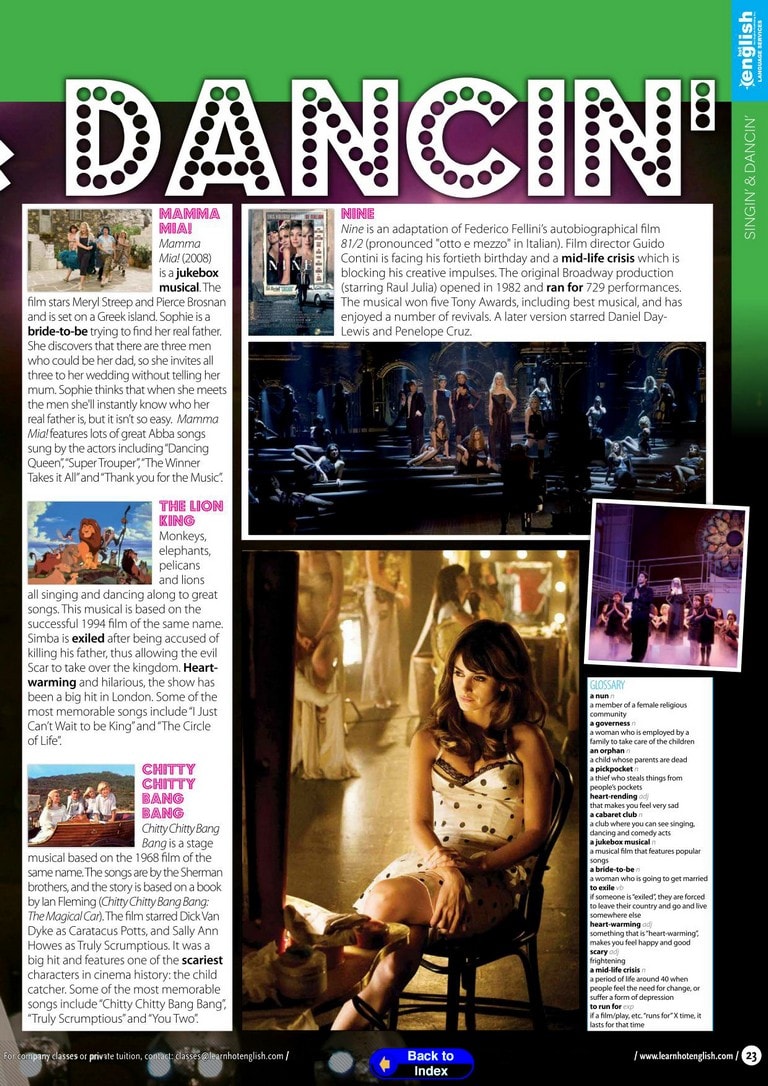 hot
english
LANGUAGE SERVICES
SINGIN' & DANCIN'
DANCIN'
MAMMA
MIA!
Mamma
Mia! (2008)
is a jukebox
musical. The
film stars Meryl Streep and Pierce Brosnan
and is set on a Greek island. Sophie is a
bride-to-be trying to find her real father.
She discovers that there are three men
who could be her dad, so she invites all
three to her wedding without telling her
mum. Sophie thinks that when she meets
the men she'll instantly know who her
real father is, but it isn't so easy. Mamma
Mia! features lots of great Abba songs
sung by the actors including "Dancing
Queen", "Super Trouper", "The Winner
Takes it All" and "Thank you for the Music".
THE LION
KING
Monkeys,
elephants,
pelicans
and lions
all singing and dancing along to great
songs. This musical is based on the
successful 1994 film of the same name.
Simba is exiled after being accused of
killing his father, thus allowing the evil
Scar to take over the kingdom. Heart-
warming and hilarious, the show has
been a big hit in London. Some of the
most memorable songs include "I Just
Can't Wait to be King" and "The Circle
of Life".
CHITTY
CHITTY
BANG
BANG
Chitty Chitty Bang
Bang is a stage
musical based on the 1968 film of the
same name. The songs are by the Sherman
brothers, and the story is based on a book
by Ian Fleming (Chitty Chitty Bang Bang:
The Magical Car). The film starred Dick Van
Dyke as Caratacus Potts, and Sally Ann
Howes as Truly Scrumptious. It was a
big hit and features one of the scariest
characters in cinema history: the child
catcher. Some of the most memorable
songs include "Chitty Chitty Bang Bang",
"Truly Scrumptious" and "You Two".
NINE
NINE
Nine is an adaptation of Federico Fellini's autobiographical film
81/2 (pronounced "otto e mezzo" in Italian). Film director Guido
Contini is facing his fortieth birthday and a mid-life crisis which is
blocking his creative impulses. The original Broadway production
(starring Raul Julia) opened in 1982 and ran for 729 performances.
The musical won five Tony Awards, including best musical, and has
enjoyed a number of revivals. A later version starred Daniel Day-
Lewis and Penelope Cruz.
GLOSSARY
a nun n
a member of a female religious
community
a governess n
a woman who is employed by a
family to take care of the children
an orphan n
a child whose parents are dead
a pickpocket n
a thief who steals things from
people's pockets
heart-rending adj
that makes you feel very sad
a cabaret club n
a club where you can see singing,
dancing and comedy acts
a jukebox musical n
a musical film that features popular
songs
a bride-to-be n
a woman who is going to get married
to exile vb
if someone is "exiled", they are forced
to leave their country and go and live
somewhere else
heart-warming adj
something that is "heart-warming",
makes you feel happy and good
scary adj
frightening
a mid-life crisis n
a period of life around 40 when
people feel the need for change, or
suffer a form of depression
to run for exp
if a film/play, etc. "runs for" X time, it
lasts for that time
For company classes or private tuition, contact: classes@learnhotenglish.com /
Back to
Index
/ www.learnhotenglish.com / 23